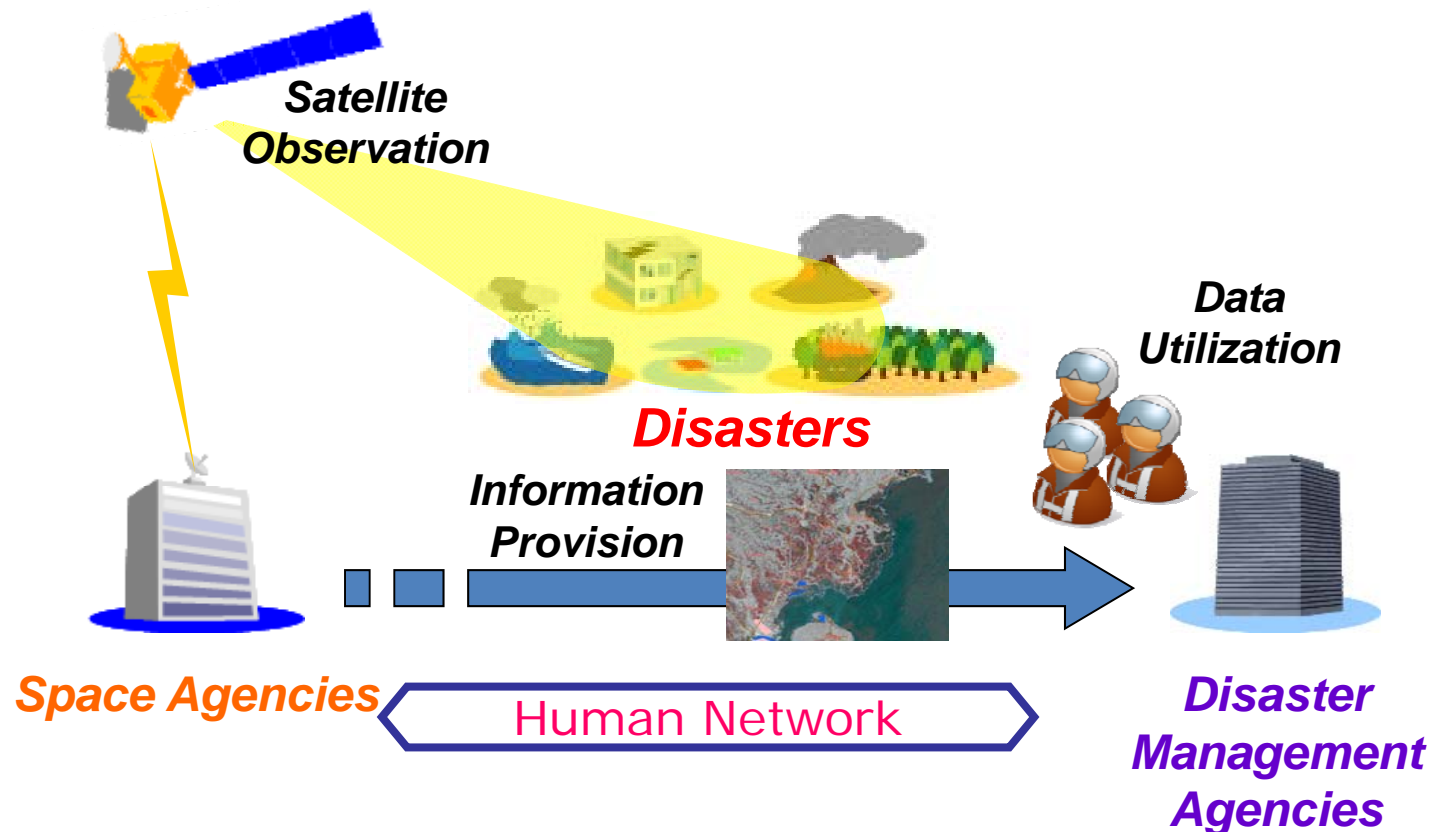 Satellite
Observation
Data
Utilization
Disasters
Information
Provision
Space Agencies
Human Network
Disaster
Management
Agencies